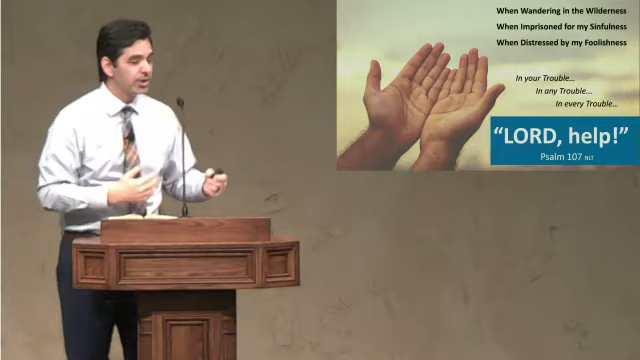 When Wandering in the Wilderness
When Imprisoned for my Sinfulness
When Distressed by my Foolishness
In your Trouble...
In any Trouble...
In every Trouble...
“LORD, help!”
Psalm 107 NLT